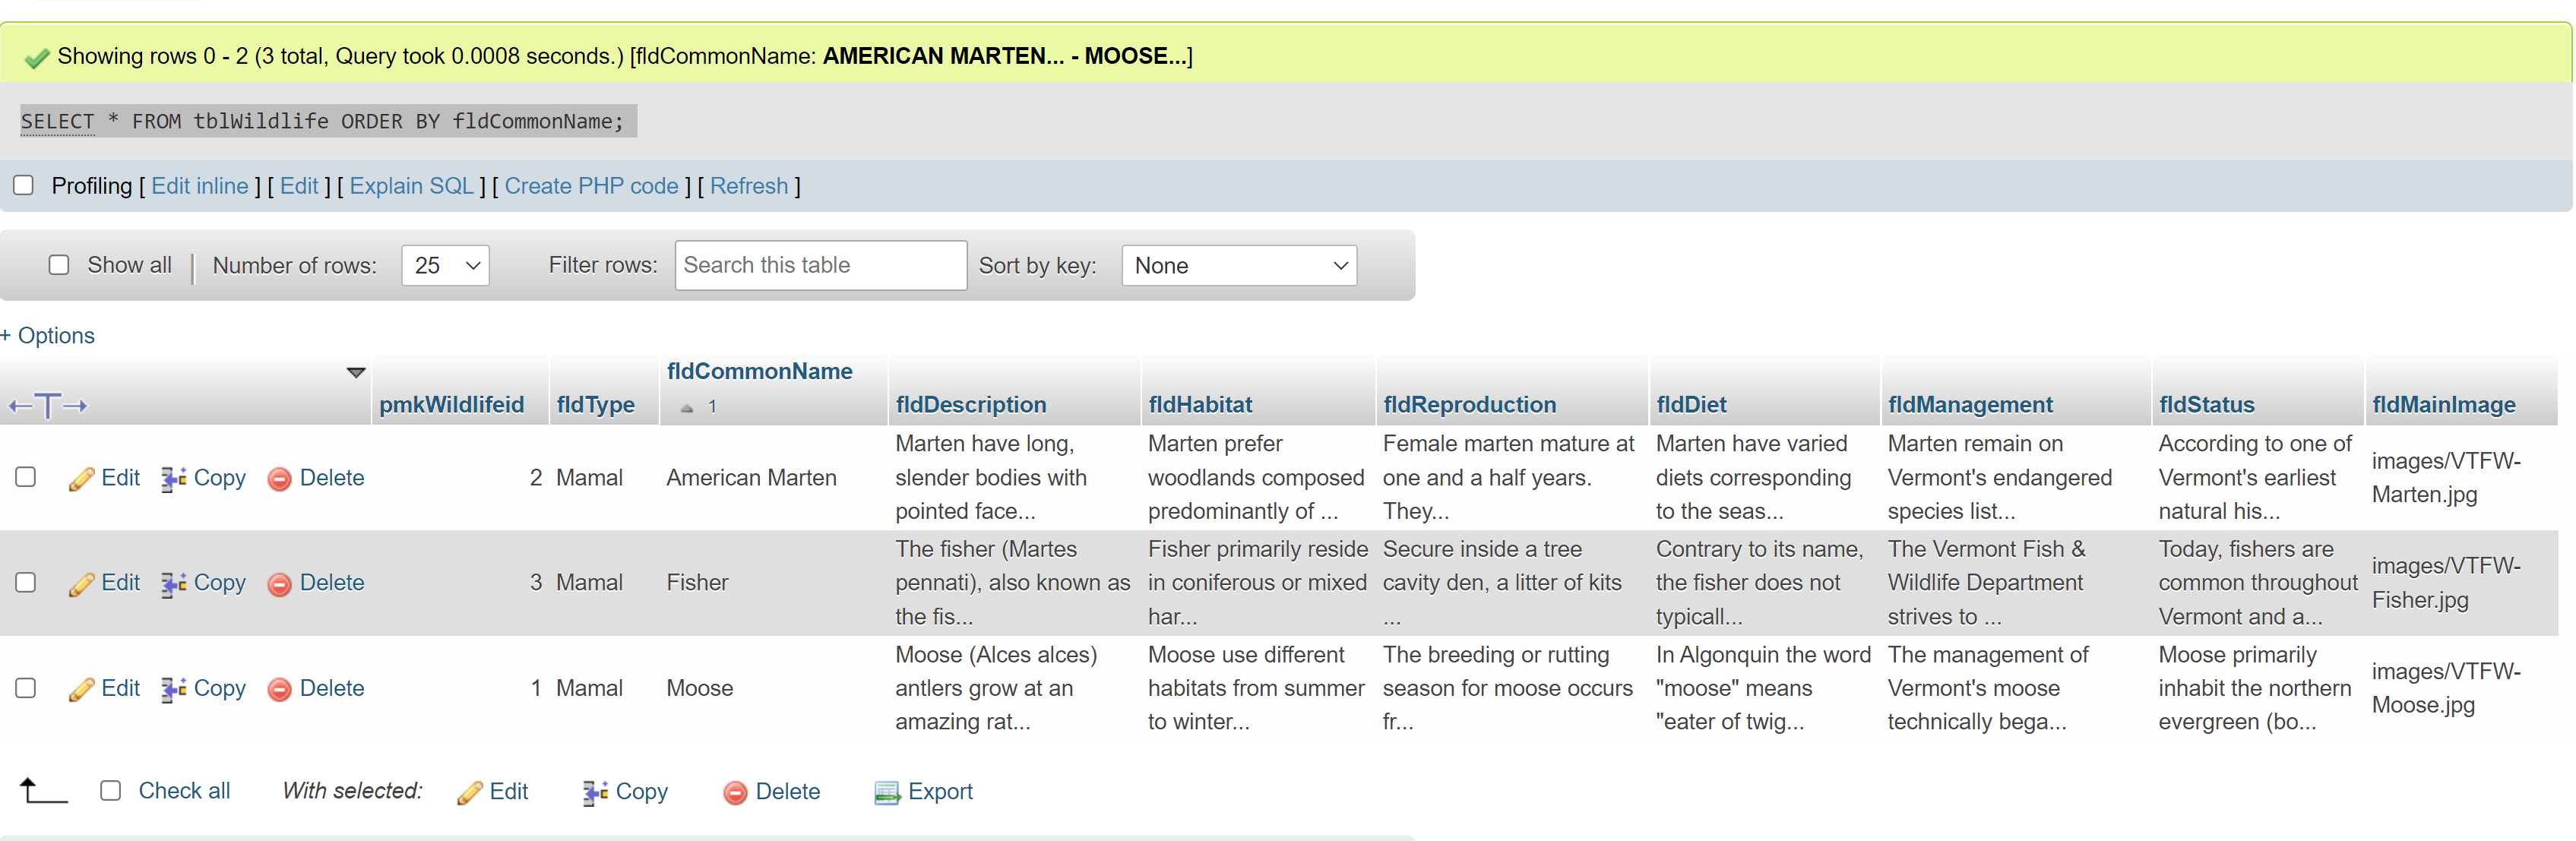 Showing rows 0 - 2 (3 total, Query took 0.0008 seconds.) [fldCommonName: AMERICAN MARTEN... - MOOSE...]
SELECT * FROM tblWildlife ORDER BY fldCommonName;
Profiling [ Edit inline ] [ Edit ] [ Explain SQL ] [ Create PHP code ] [ Refresh ]
Show all | Number of rows: 25 Filter rows: Search this table Sort by key: None
+ Options
←T→ pmkWildlifeid fldType fldCommonName 1 fldDescription fldHabitat fldReproduction fldDiet fldManagement fldStatus fldMainImage
Edit Copy Delete 2 Mamal American Marten
Marten have long,
slender bodies with
pointed face...
Marten prefer
woodlands composed
predominantly of ...
Female marten mature at
one and a half years.
They...
Marten have varied
diets corresponding
to the seas...
Marten remain on
Vermont's endangered
species list...
According to one of
Vermont's earliest
natural his...
images/VTFW-
Marten.jpg
Edit Copy Delete 3 Mamal Fisher
The fisher (Martes
pennati), also known as
the fis...
Fisher primarily reside
in coniferous or mixed
har...
Secure inside a tree
cavity den, a litter of kits
...
Contrary to its name,
the fisher does not
typicall...
The Vermont Fish &
Wildlife Department
strives to ...
Today, fishers are
common throughout
Vermont and a...
images/VTFW-
Fisher.jpg
Edit Copy Delete 1 Mamal Moose
Moose (Alces alces)
antlers grow at an
amazing rat...
Moose use different
habitats from summer
to winter...
The breeding or rutting
season for moose occurs
fr...
In Algonquin the word
"moose" means
"eater of twig...
The management of
Vermont's moose
technically bega...
Moose primarily
inhabit the northern
evergreen (bo...
images/VTFW-
Moose.jpg
Check all With selected: Edit Copy Delete Export